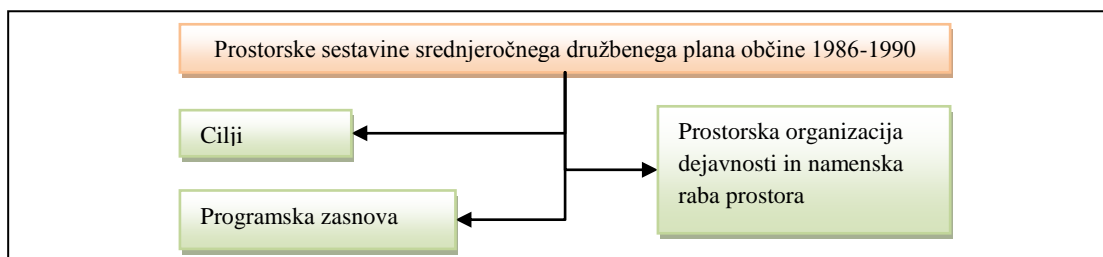 Prostorske sestavine srednjeročnega družbenega plana občine 1986-1990
Cilji
Prostorska organizacija
dejavnosti in namenska
raba prostora
Programska zasnova